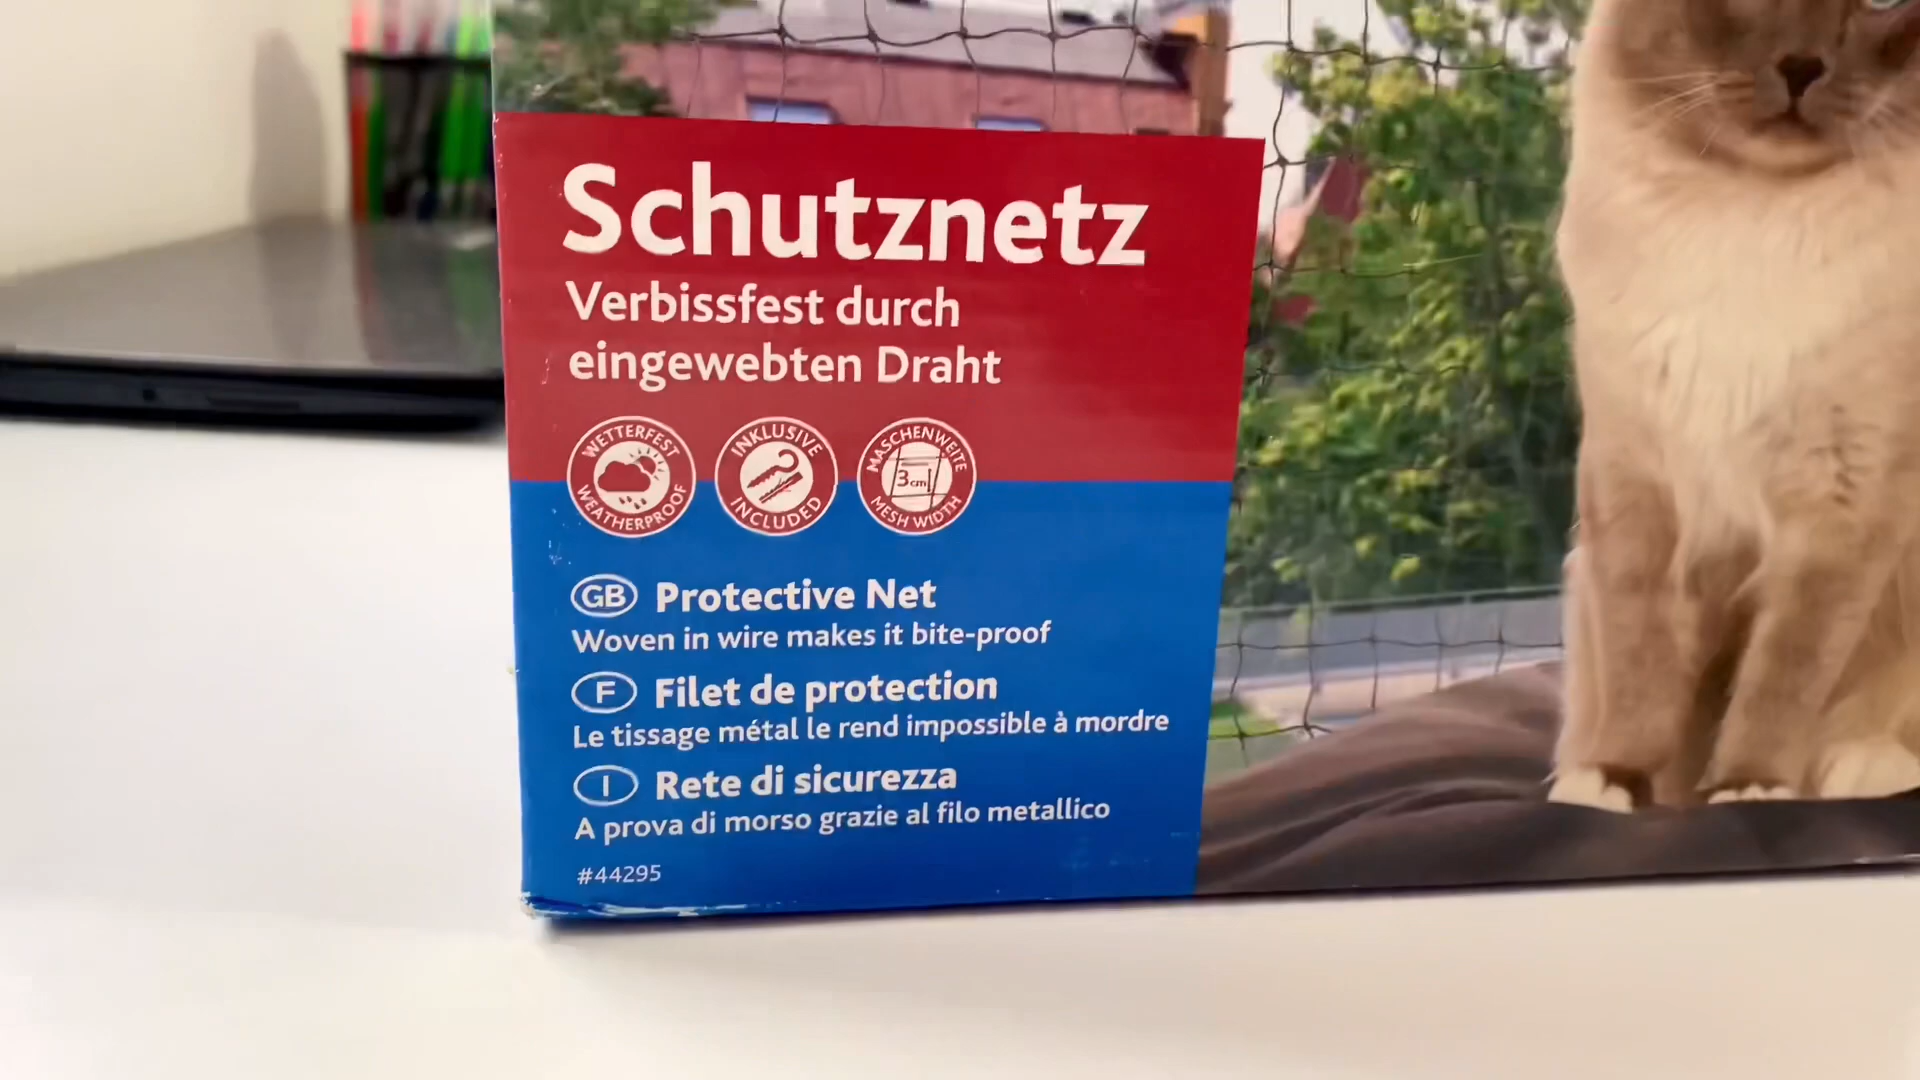 Schutznetz
Verbissfest durch
eingewebten Draht
WETTERFEST
WEATHERPROOF
INKLUSIVE
INCLUDED
MASCHENWEITE
3cm
MESH WIDTH
GB Protective Net
Woven in wire makes it bite-proof
F Filet de protection
Le tissage métal le rend impossible à mordre
I Rete di sicurezza
A prova di morso grazie al filo metallico
#44295